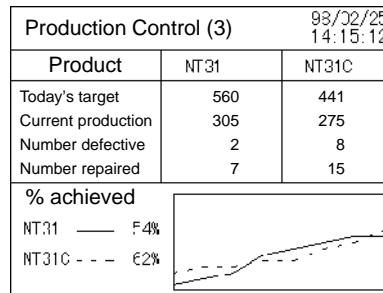 Production Control (3) 98/02/25
14:15:12
Product NT31 NT31C
Today's target 560 441
Current production 305 275
Number defective 2 8
Number repaired 7 15
% achieved
NT31 54%
NT31C 62%